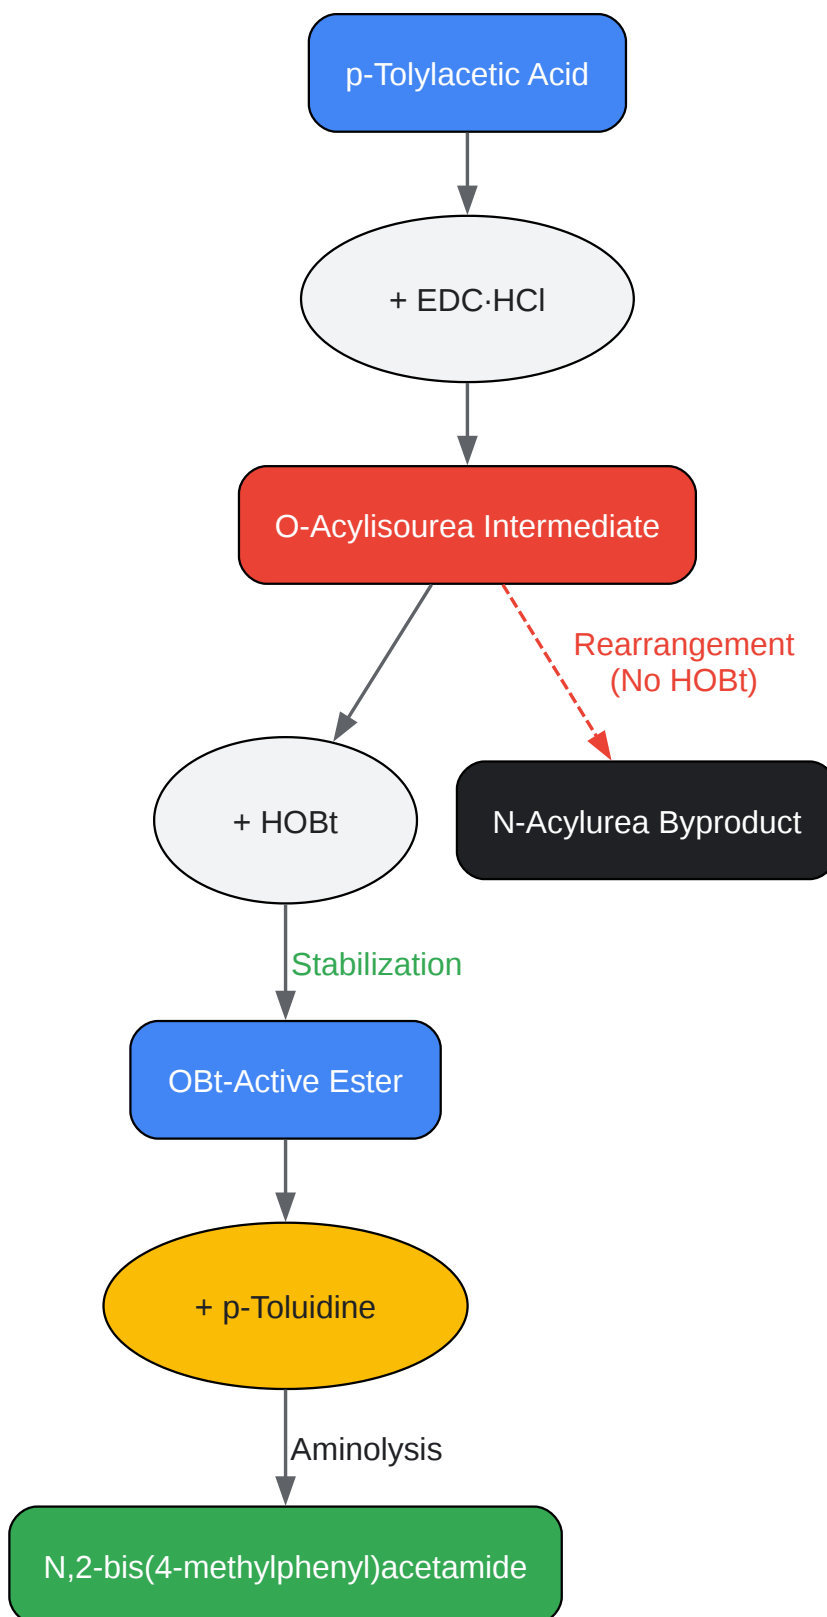 p-Tolylacetic Acid
+ EDC·HCl
O-Acylisourea Intermediate
Rearrangement
(No HOBt)
+ HOBt
N-Acylurea Byproduct
Stabilization
OBt-Active Ester
+ p-Toluidine
Aminolysis
N,2-bis(4-methylphenyl)acetamide